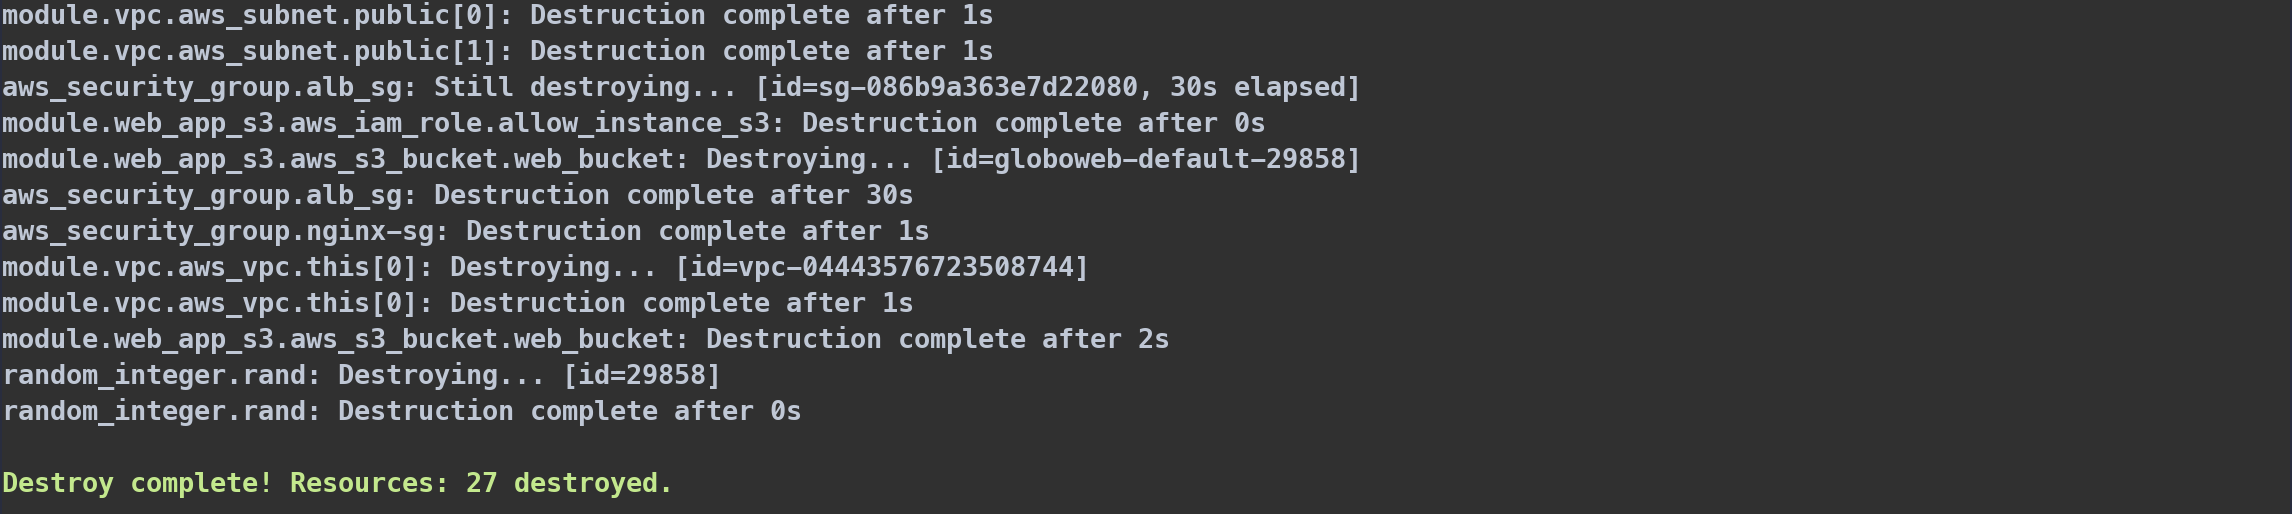 module.vpc.aws_subnet.public[0]: Destruction complete after 1s
module.vpc.aws_subnet.public[1]: Destruction complete after 1s
aws_security_group.alb_sg: Still destroying... [id=sg-086b9a363e7d22080, 30s elapsed]
module.web_app_s3.aws_iam_role.allow_instance_s3: Destruction complete after 0s
module.web_app_s3.aws_s3_bucket.web_bucket: Destroying... [id=globoweb-default-29858]
aws_security_group.alb_sg: Destruction complete after 30s
aws_security_group.nginx-sg: Destruction complete after 1s
module.vpc.aws_vpc.this[0]: Destroying... [id=vpc-04443576723508744]
module.vpc.aws_vpc.this[0]: Destruction complete after 1s
module.web_app_s3.aws_s3_bucket.web_bucket: Destruction complete after 2s
random_integer.rand: Destroying... [id=29858]
random_integer.rand: Destruction complete after 0s
Destroy complete! Resources: 27 destroyed.